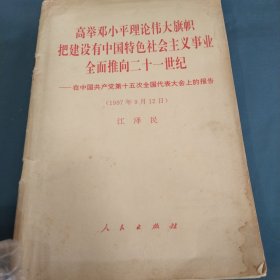 高举邓小平理论伟大旗帜
把建设有中国特色社会主义事业
全面推向二十一世纪
——在中国共产党第十五次全国代表大会上的报告
(1997年9月12日)
江泽民
人民出版社